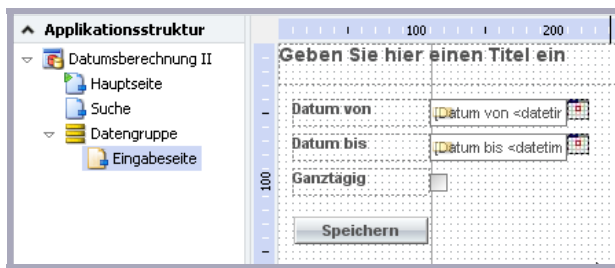 Applikationsstruktur
Datumsberechnung II
Hauptseite
Suche
Datengruppe
Eingabeseite
100 200
Geben Sie hier einen Titel ein
Datum von [Datum von <datetir
Datum bis [Datum bis <datetim
100
Ganztägig
Speichern